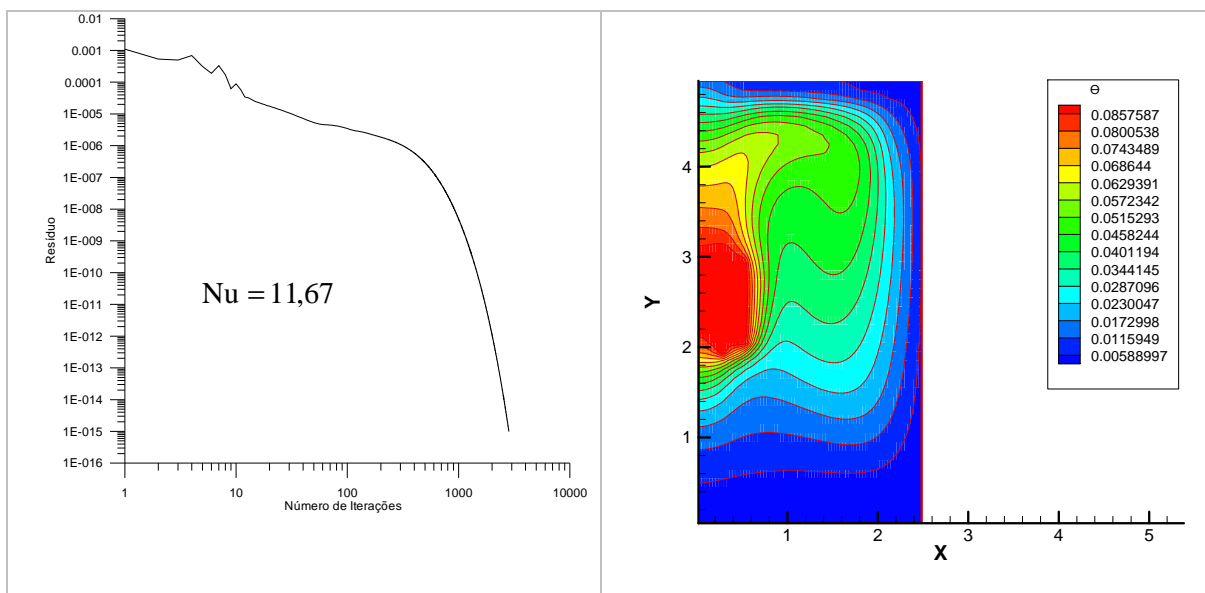 0.01
0.001
0.0001
1E-005
1E-006
1E-007
1E-008
1E-009
1E-010
1E-011
1E-012
1E-013
1E-014
1E-015
1E-016
Resíduo
Nu = 11,67
1 10 100 1000 10000
Número de Iterações
Y
4
3
2
1
1 2 3 4 5
X
Θ
0.0857587
0.0800538
0.0743489
0.068644
0.0629391
0.0572342
0.0515293
0.0458244
0.0401194
0.0344145
0.0287096
0.0230047
0.0172998
0.0115949
0.00588997